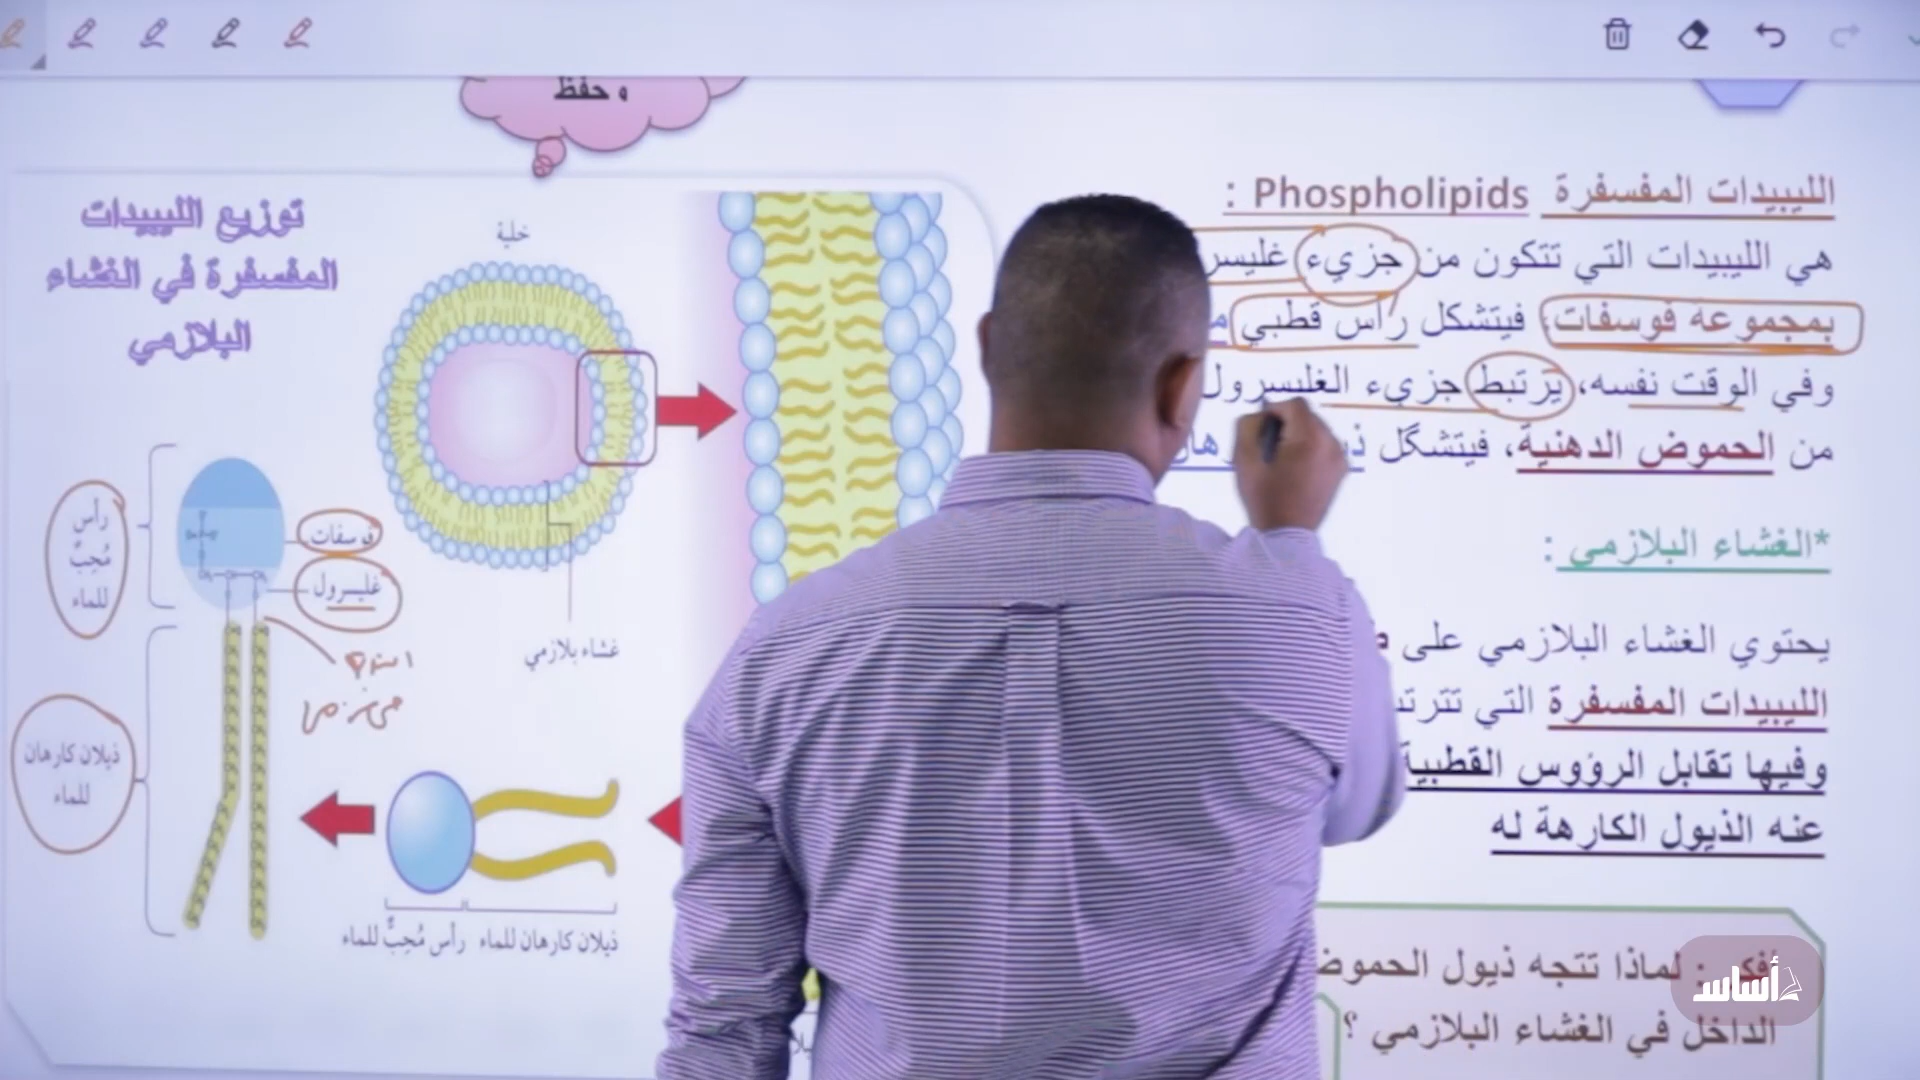 و حفظ
الليبيدات المفسفرة Phospholipids :
هي الليبيدات التي تتكون من جزيء غليسر
بمجموعة فوسفات، فيتشكل رأس قطبي
وفي الوقت نفسه، يرتبط جزيء الغليسرول
من الحموض الدهنية، فيتشكّل
*الغشاء البلازمي :
يحتوي الغشاء البلازمي على
الليبيدات المفسفرة التي تترتب
وفيها تقابل الرؤوس القطبية
عنه الذيول الكارهة له
لماذا تتجه ذيول الحموض
الداخل في الغشاء البلازمي ؟
أساس
توزيع الليبيدات
المفسفرة في الغشاء
البلازمي
خلية
غشاء بلازمي
رأس
مُحِبٌّ
للماء
فوسفات
غليسرول
ذيلان كارهان
للماء
ذيلان كارهان للماء
رأس مُحِبٌّ للماء